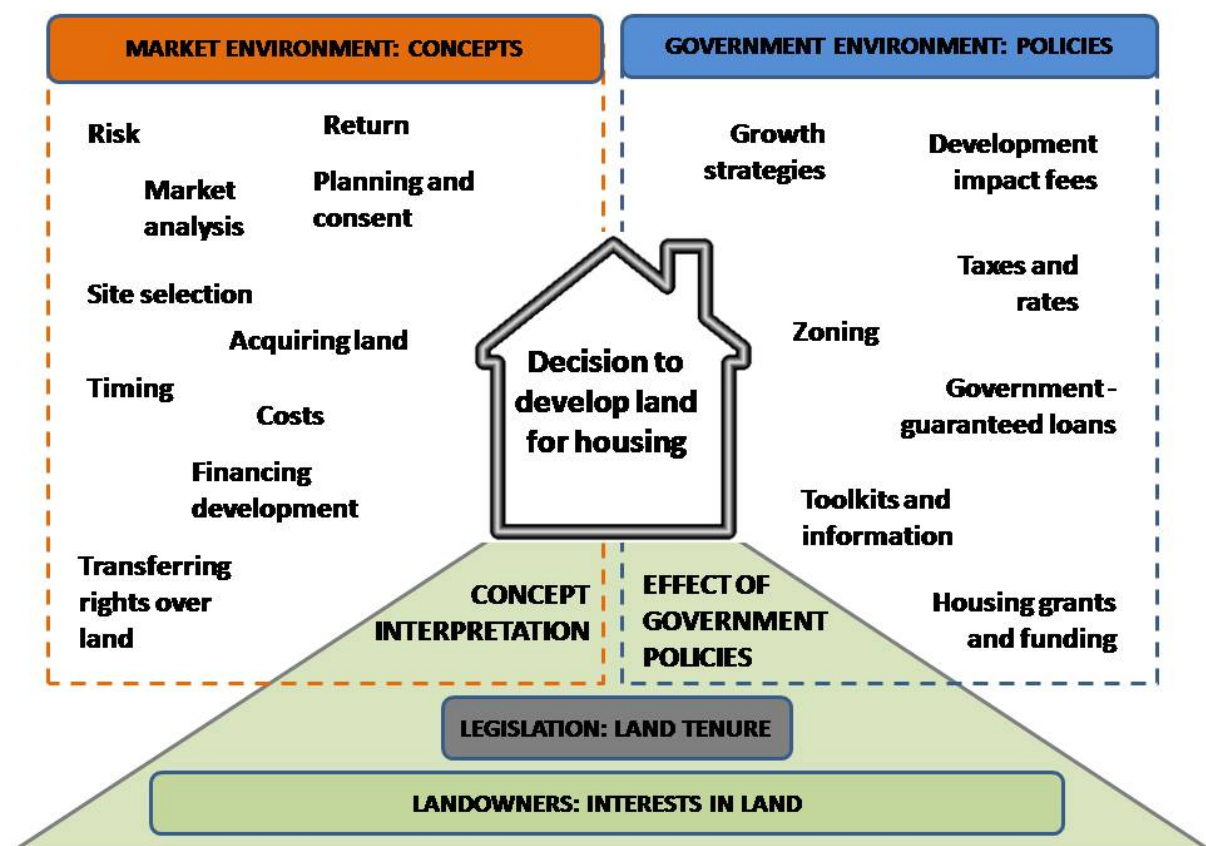 MARKET ENVIRONMENT: CONCEPTS
Risk
Return
Market
analysis
Planning and
consent
Site selection
Acquiring land
Timing
Costs
Financing
development
Transferring
rights over
land
GOVERNMENT ENVIRONMENT: POLICIES
Growth
strategies
Development
impact fees
Taxes and
rates
Zoning
Government-
guaranteed loans
Toolkits and
information
Housing grants
and funding
Decision to
develop land
for housing
CONCEPT
INTERPRETATION
EFFECT OF
GOVERNMENT
POLICIES
LEGISLATION: LAND TENURE
LANDOWNERS: INTERESTS IN LAND